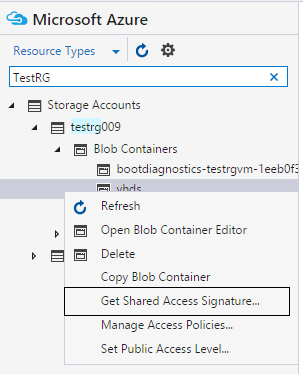 Microsoft Azure
Resource Types
TestRG
Storage Accounts
testrg009
Blob Containers
bootdiagnostics-testrgvm-1eeb0f3
vhds
Refresh
Open Blob Container Editor
Delete
Copy Blob Container
Get Shared Access Signature...
Manage Access Policies...
Set Public Access Level...